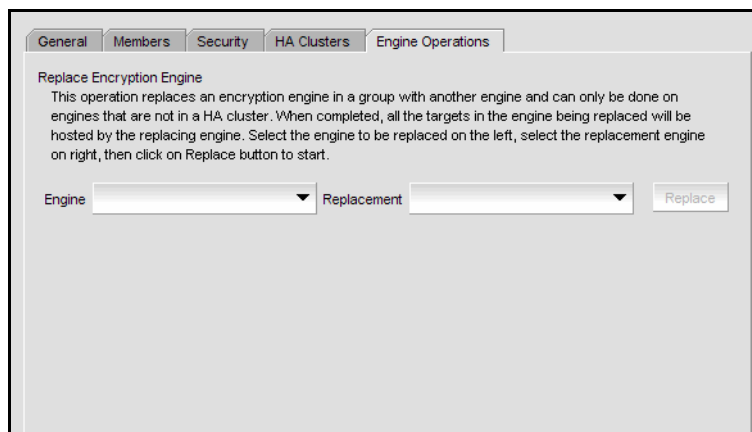 General Members Security HA Clusters Engine Operations
Replace Encryption Engine
This operation replaces an encryption engine in a group with another engine and can only be done on
engines that are not in a HA cluster. When completed, all the targets in the engine being replaced will be
hosted by the replacing engine. Select the engine to be replaced on the left, select the replacement engine
on right, then click on Replace button to start.
Engine Replacement Replace